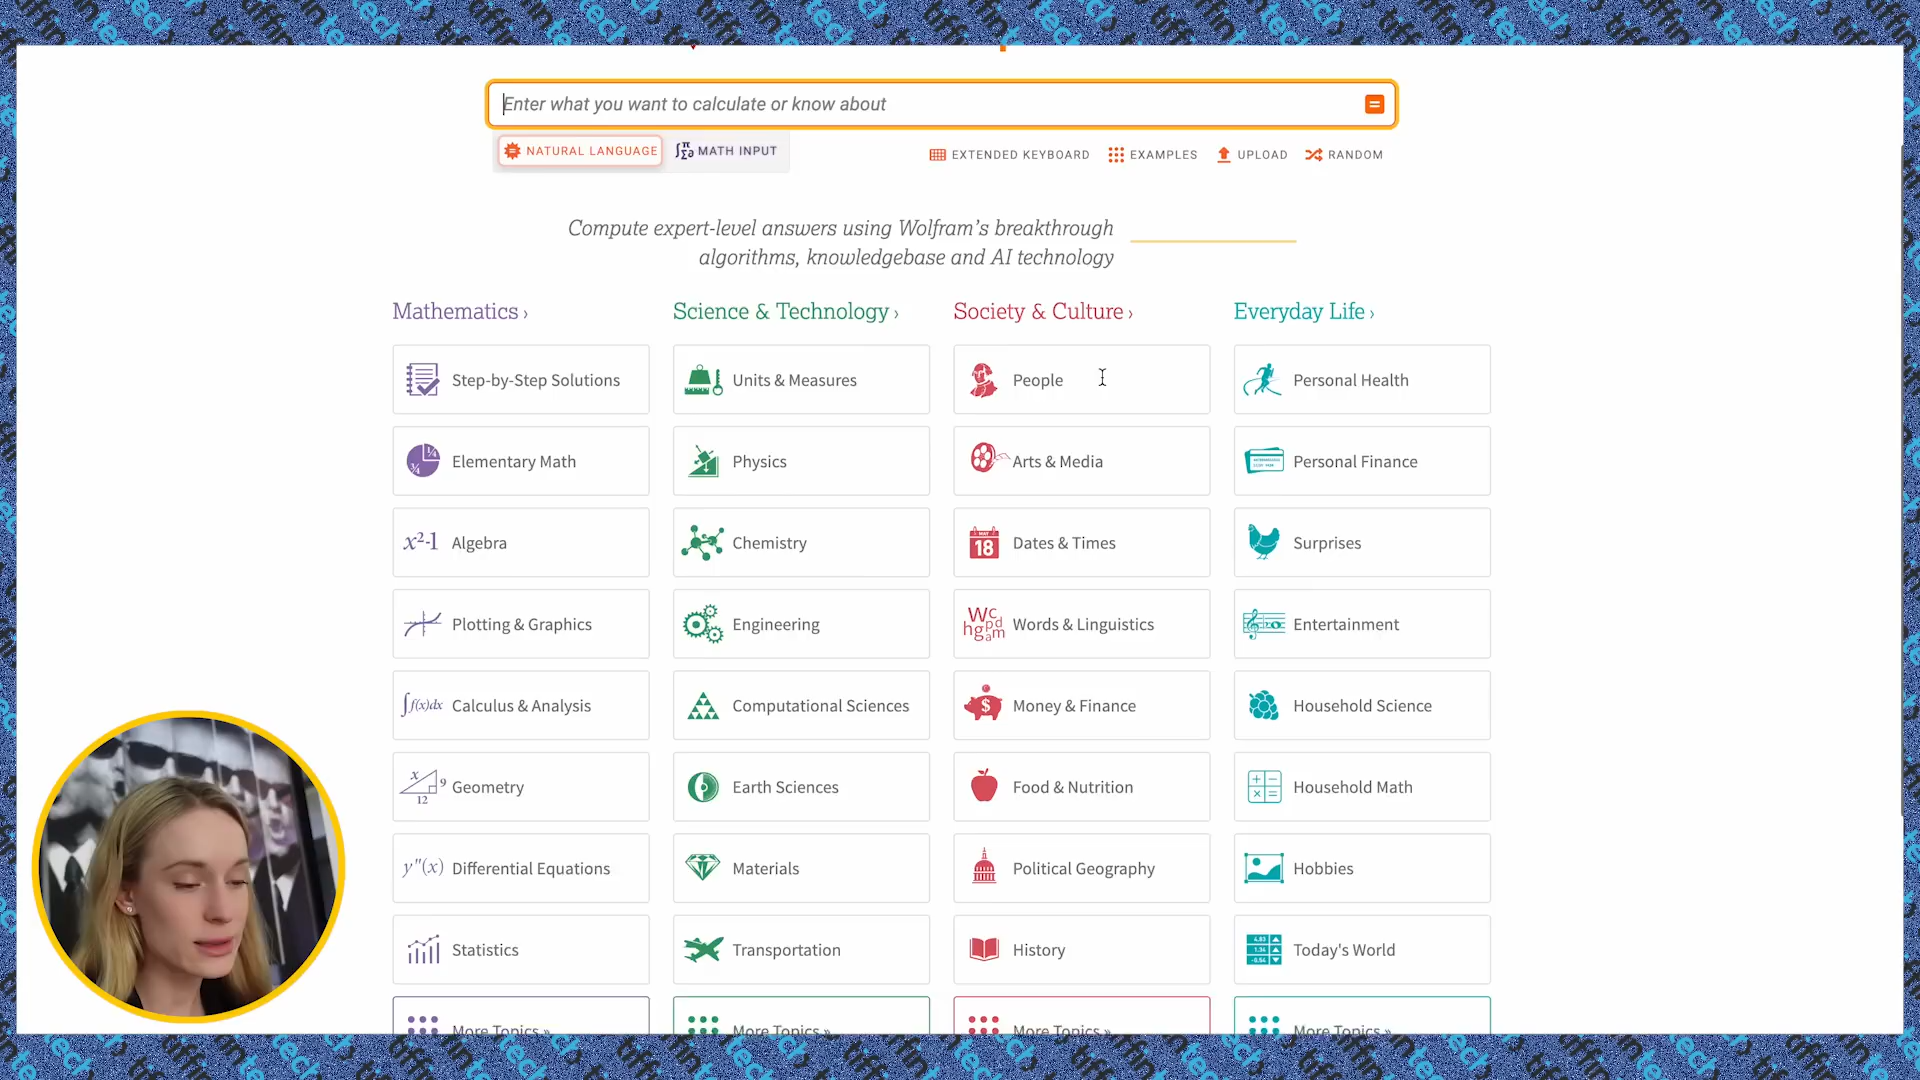 tiffin tech
Enter what you want to calculate or know about
=
NATURAL LANGUAGE
MATH INPUT
EXTENDED KEYBOARD
EXAMPLES
UPLOAD
RANDOM
Compute expert-level answers using Wolfram's breakthrough
algorithms, knowledgebase and AI technology
Mathematics ›
Science & Technology ›
Society & Culture ›
Everyday Life ›
Step-by-Step Solutions
Units & Measures
People
Personal Health
Elementary Math
Physics
Arts & Media
Personal Finance
x²-1 Algebra
Chemistry
MAY
18
Dates & Times
Surprises
Plotting & Graphics
Engineering
Words & Linguistics
Entertainment
∫f(x)dx Calculus & Analysis
Computational Sciences
$ Money & Finance
Household Science
x 9 12
Geometry
Earth Sciences
Food & Nutrition
Household Math
y"(x) Differential Equations
Materials
Political Geography
Hobbies
Statistics
Transportation
History
Today's World
More Topics »
More Topics »
More Topics »
More Topics »